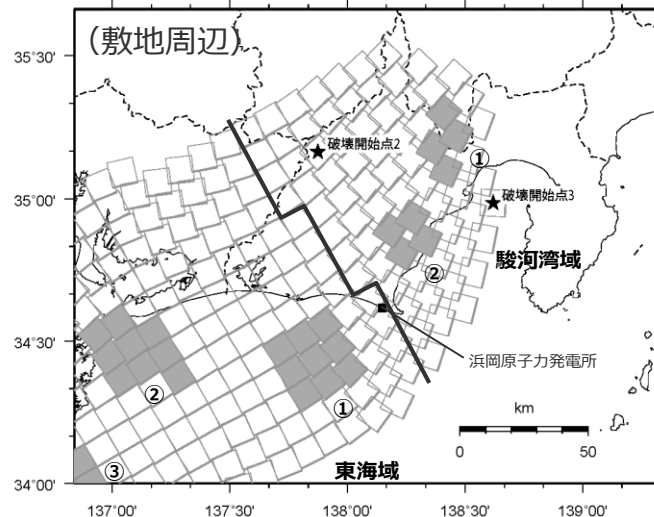 （敷地周辺）
35°30'
破壊開始点2
①
35°00'
破壊開始点3
駿河湾域
②
34°30'
浜岡原子力発電所
②
①
km
0
50
③
東海域
34°00'
137°00'
137°30'
138°00'
138°30'
139°00'